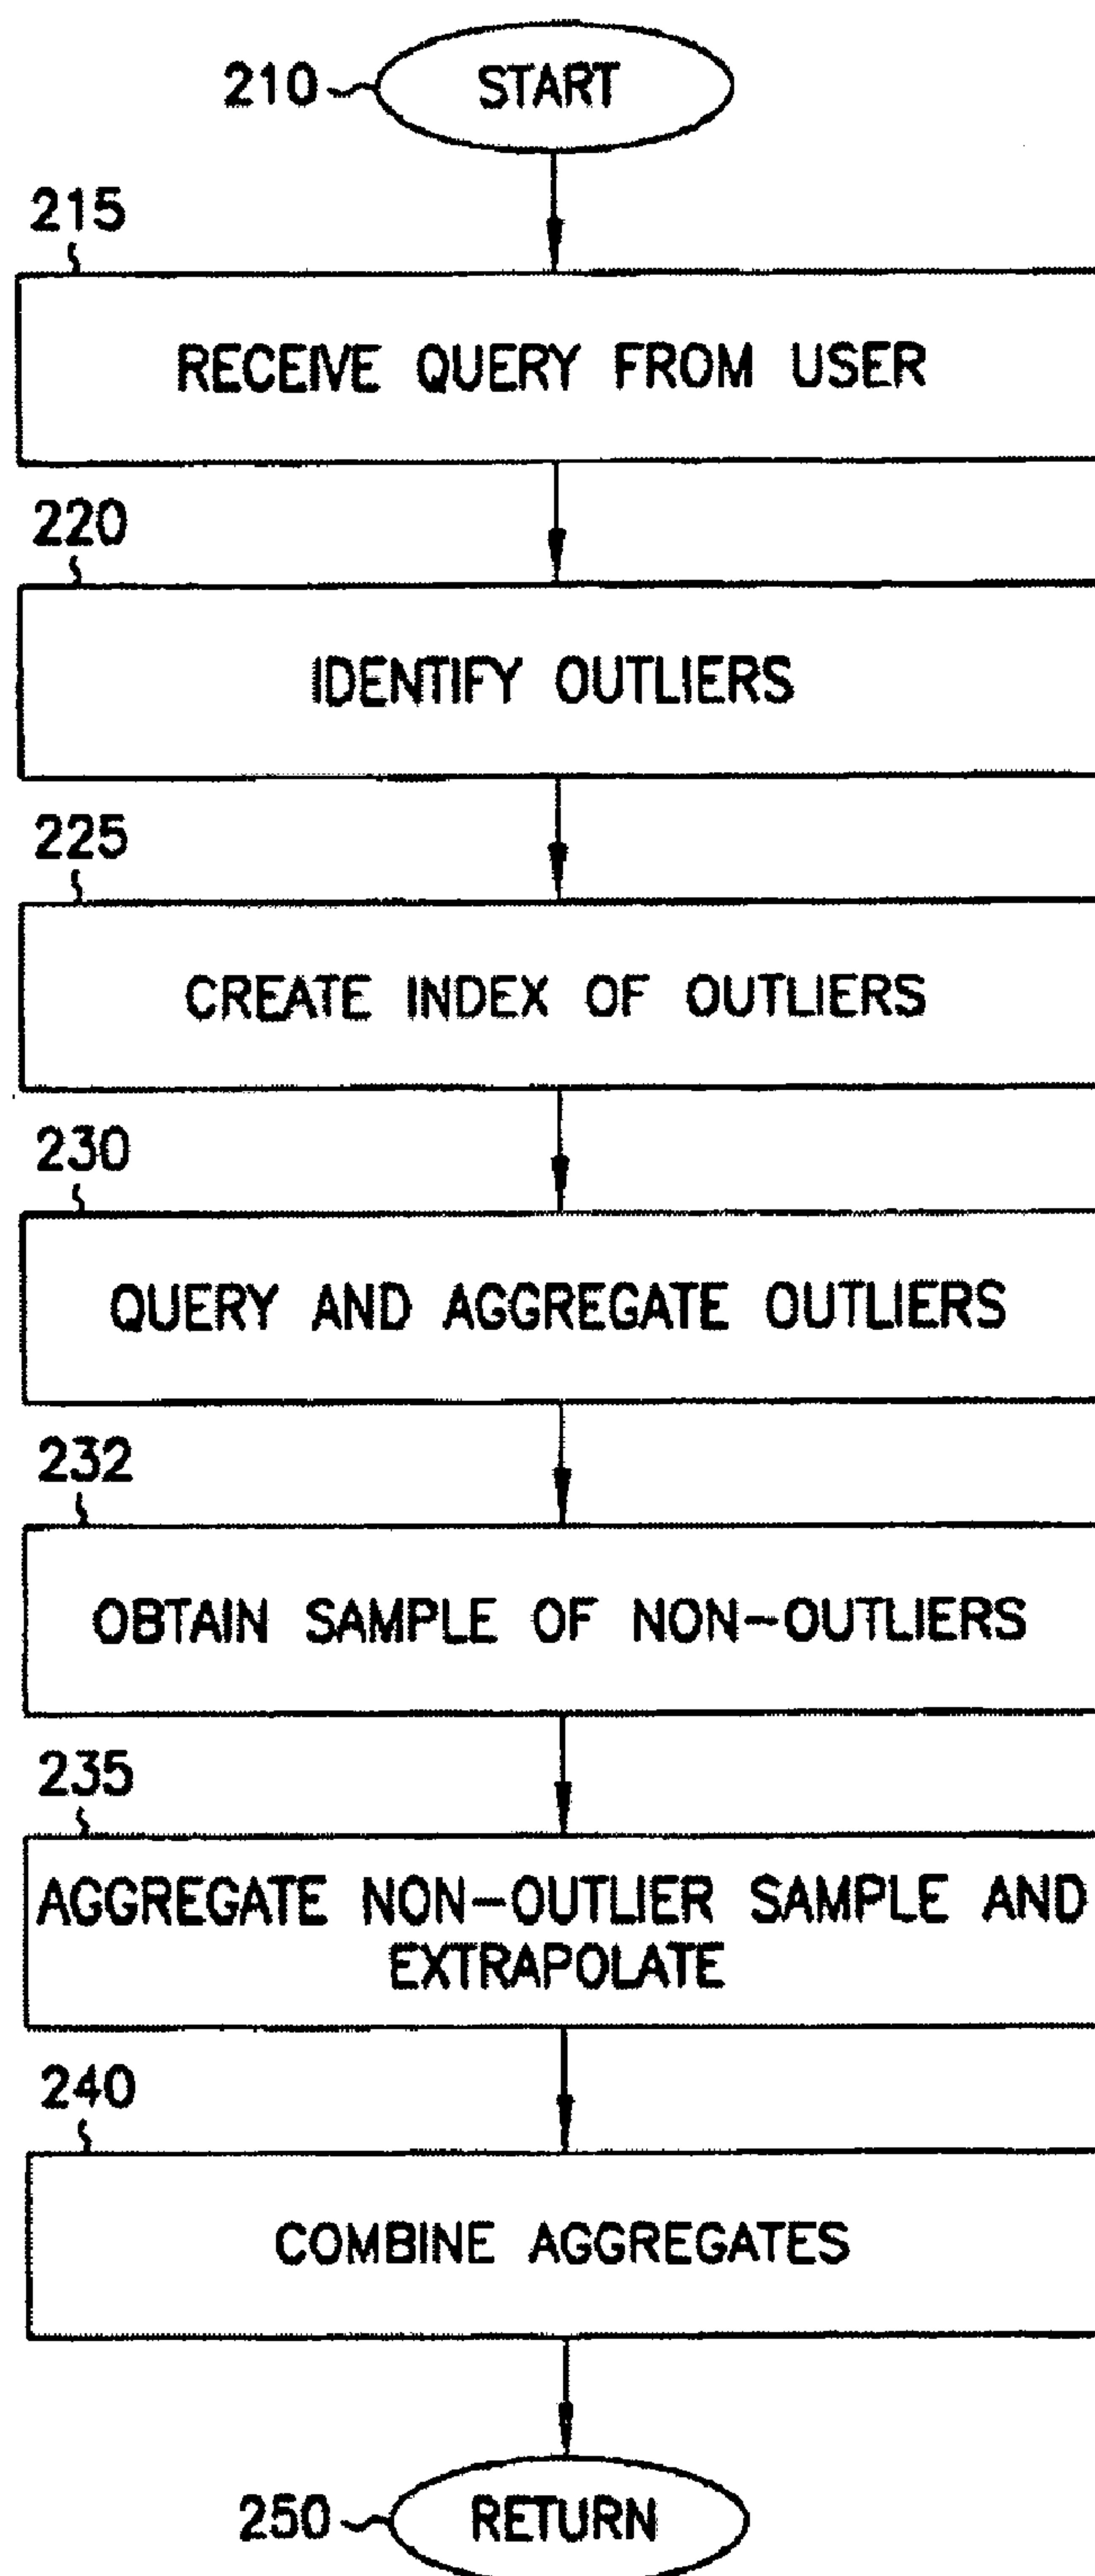 210 START
215
RECEIVE QUERY FROM USER
220
IDENTIFY OUTLIERS
225
CREATE INDEX OF OUTLIERS
230
QUERY AND AGGREGATE OUTLIERS
232
OBTAIN SAMPLE OF NON-OUTLIERS
235
AGGREGATE NON-OUTLIER SAMPLE AND
EXTRAPOLATE
240
COMBINE AGGREGATES
250 RETURN